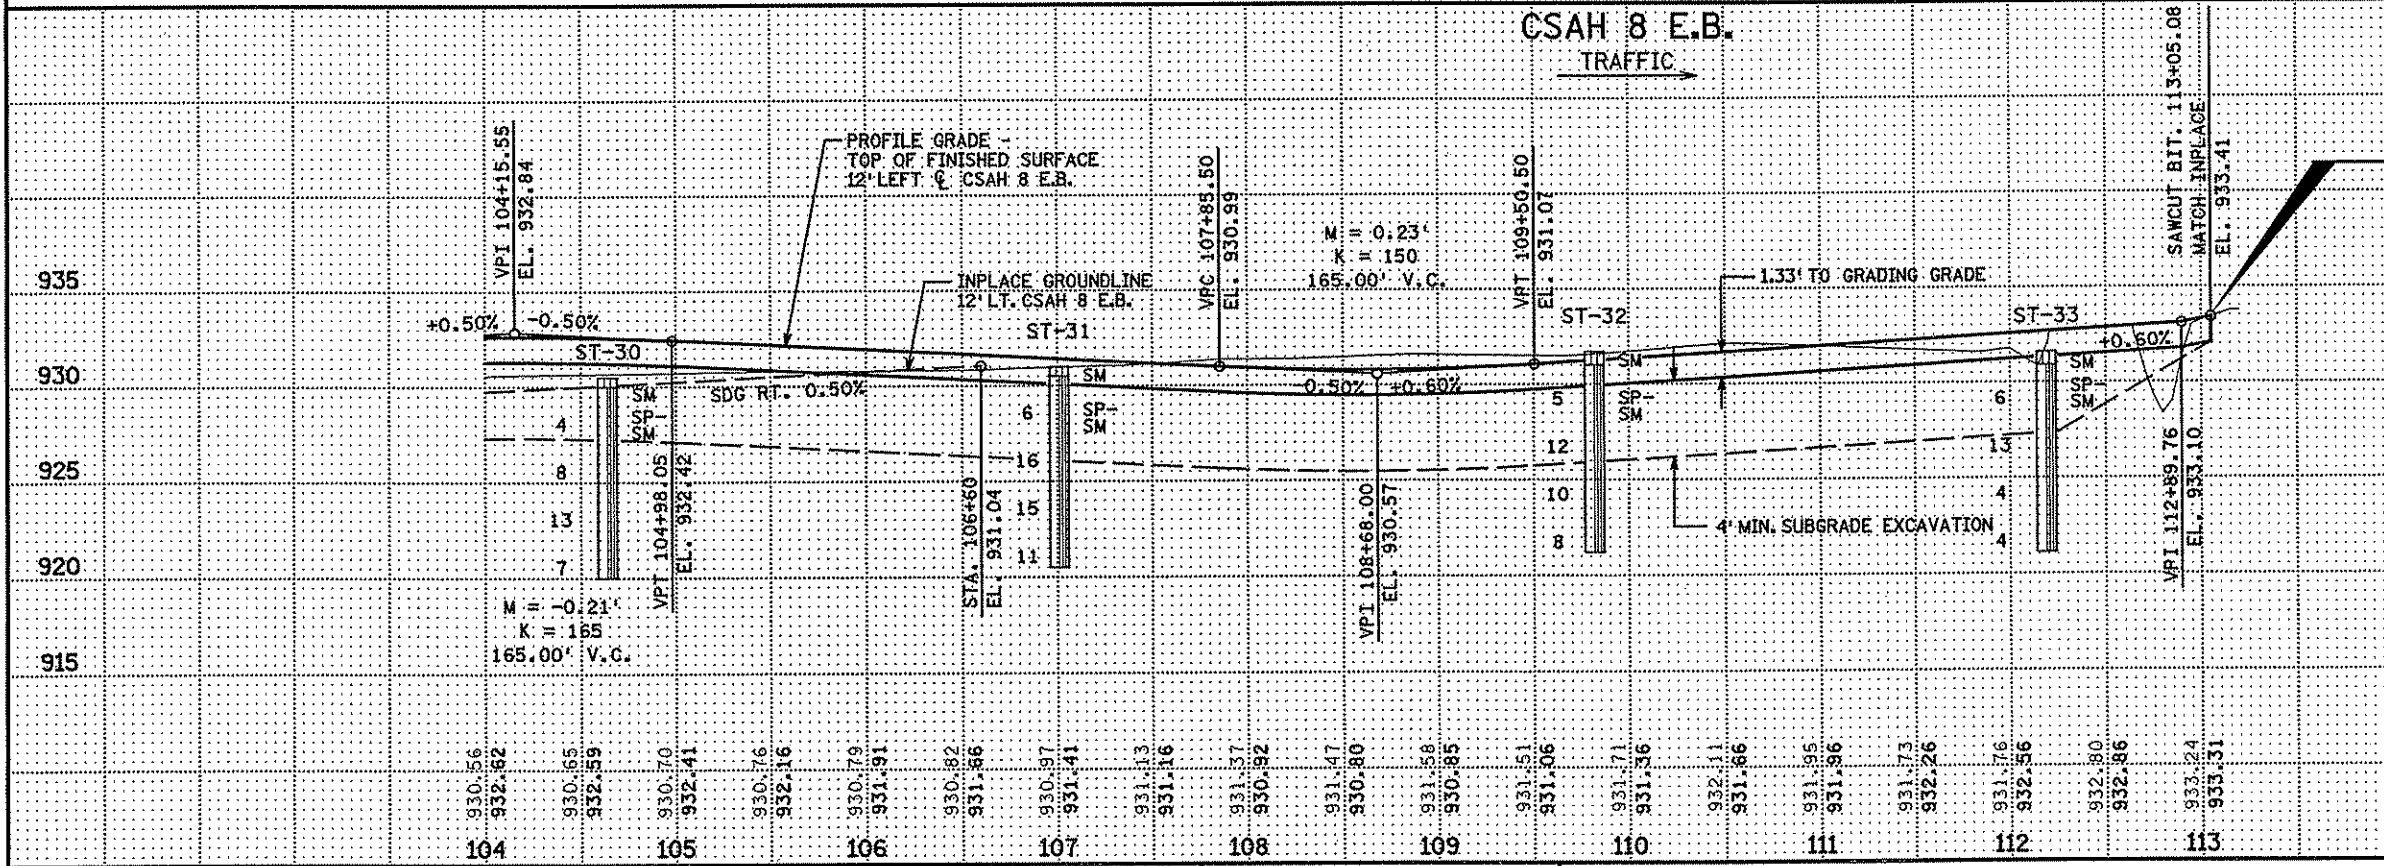 CSAH 8 E.B.
TRAFFIC
VPI 104+15.55
EL. 932.84
PROFILE GRADE -
TOP OF FINISHED SURFACE
12' LEFT ℄ CSAH 8 E.B.
INPLACE GROUNDLINE
12' LT. CSAH 8 E.B.
VPC 107+85.50
EL. 930.99
M = 0.23'
K = 150
165.00' V.C.
VPT 109+50.50
EL. 931.07
1.33' TO GRADING GRADE
SAWCUT BIT. 113+05.08
MATCH INPLACE
EL. 933.41
935
930
925
920
915
+0.50%
-0.50%
ST-30
SM
SP-
SM
4
8
13
7
SDG RT. 0.50%
VPT 104+98.05
EL. 932.42
M = -0.21'
K = 165
165.00' V.C.
STA. 106+60
EL. 931.04
ST-31
SM
SP-
SM
6
16
15
11
-0.50%
+0.60%
VPI 108+68.00
EL. 930.57
ST-32
SM
SP-
SM
5
12
10
8
4' MIN. SUBGRADE EXCAVATION
ST-33
SM
SP-
SM
6
13
4
4
+0.60%
VPI 112+89.76
EL. 933.10
930.56
932.62
930.65
932.59
930.70
932.41
930.76
932.16
930.79
931.91
930.82
931.66
930.97
931.41
931.13
931.16
931.37
930.92
931.47
930.80
931.58
930.85
931.51
931.06
931.71
931.36
932.11
931.66
931.95
931.96
931.73
932.26
931.76
932.56
932.80
932.86
933.24
933.31
104
105
106
107
108
109
110
111
112
113